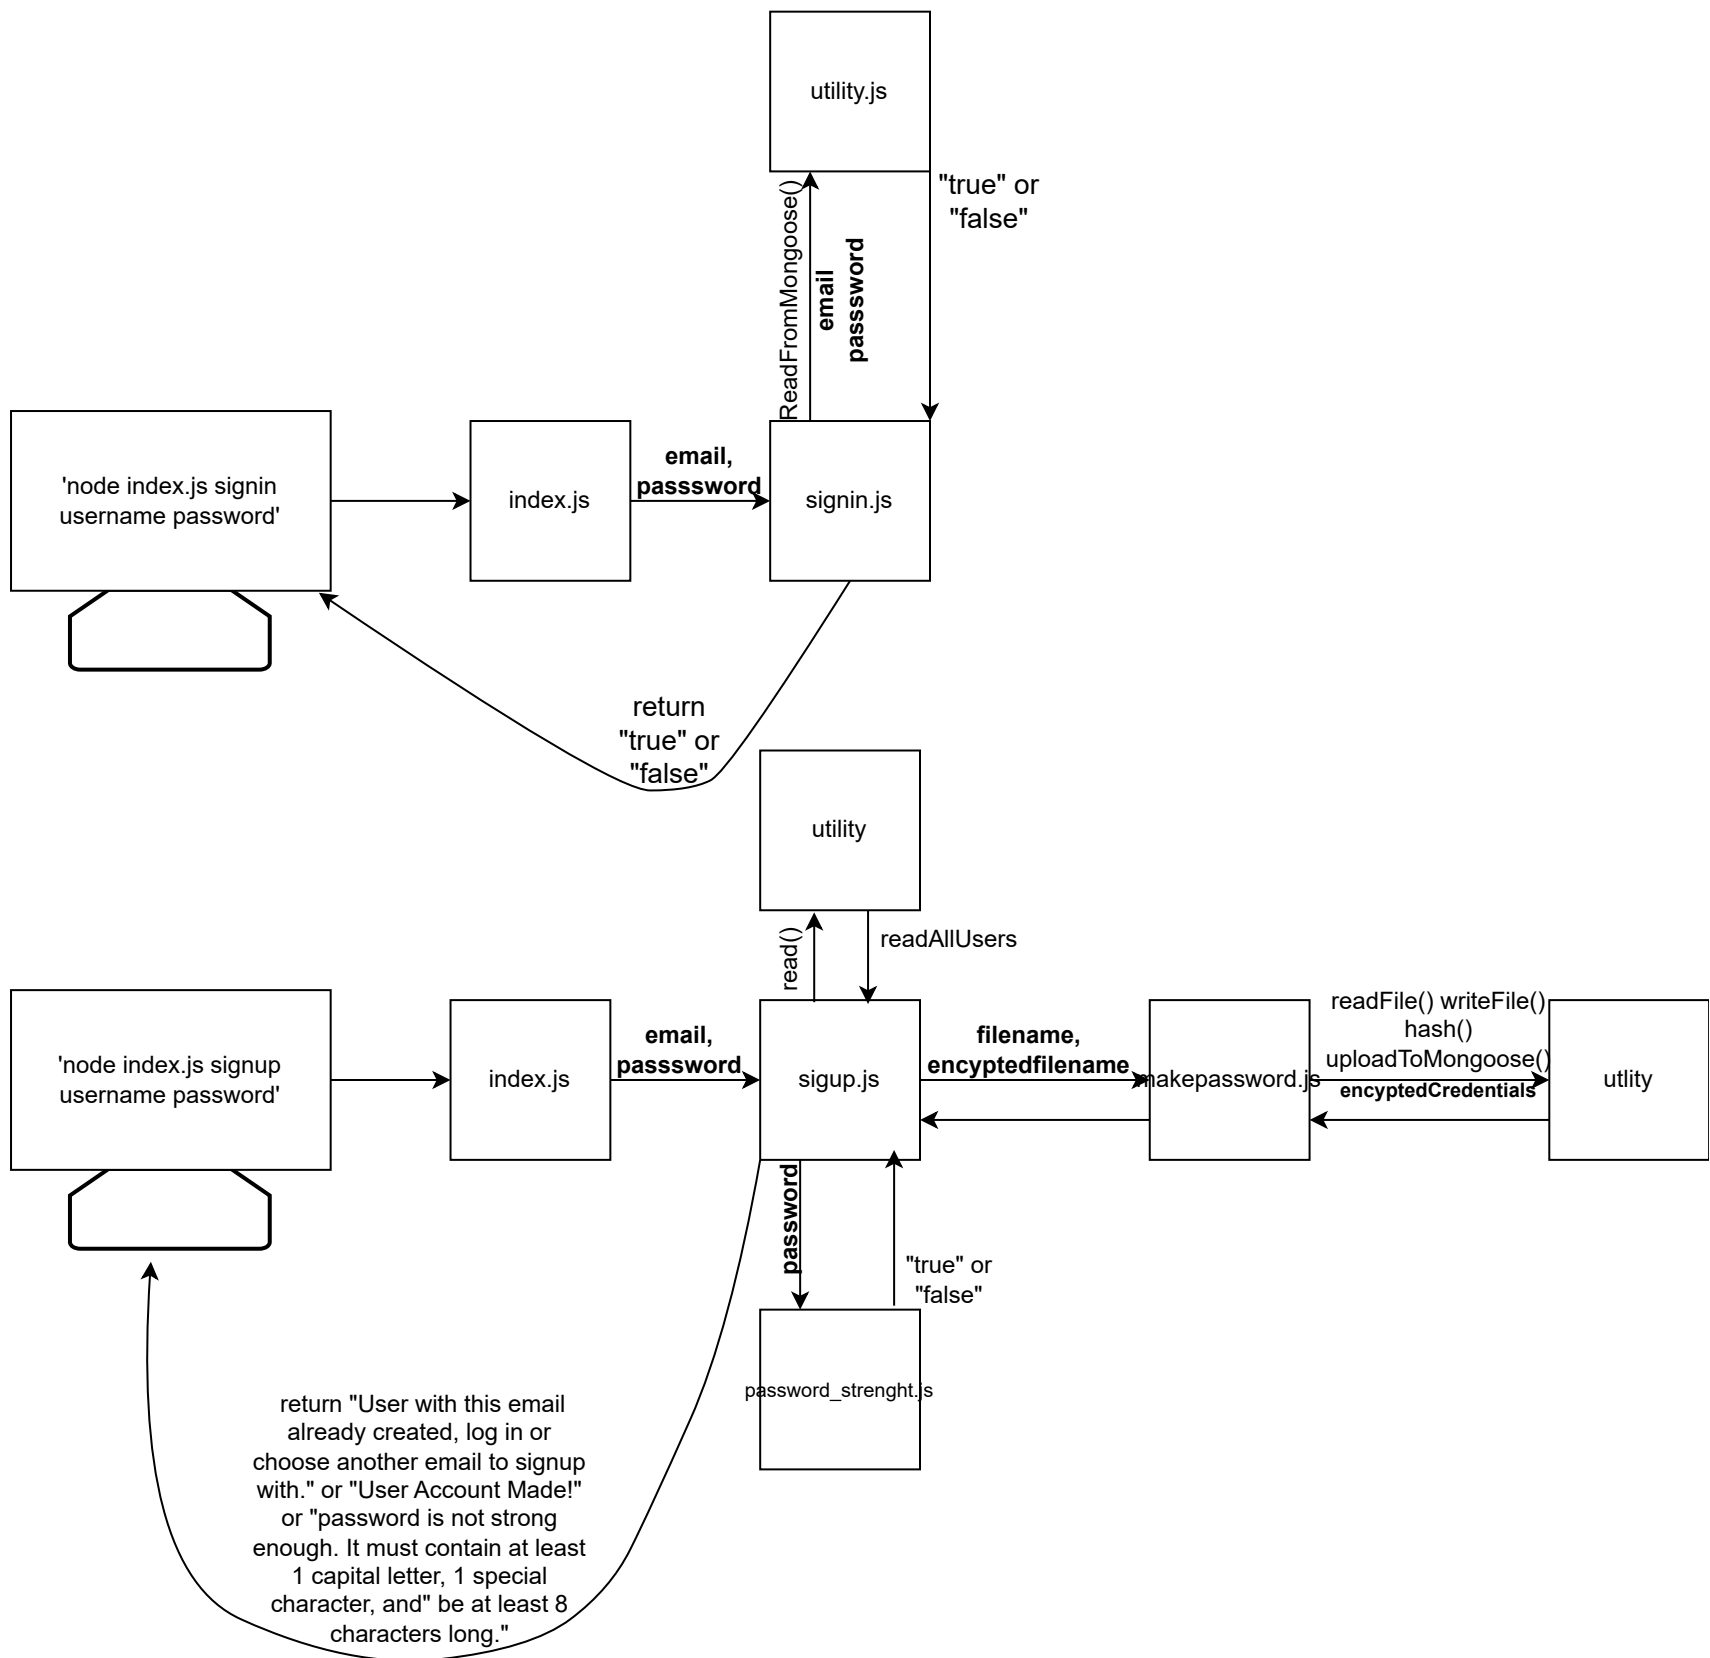 utility.js
"true" or
"false"
ReadFromMongoose()
email
password
'node index.js signin
username password'
index.js
email,
passsword
signin.js
return
"true" or
"false"
utility
read()
readAllUsers
'node index.js signup
username password'
index.js
email,
passsword
sigup.js
filename,
encyptedfilename
makepassword.js
readFile() writeFile()
hash()
uploadToMongoose()
encyptedCredentials
utlity
password
"true" or
"false"
password_strenght.js
return "User with this email
already created, log in or
choose another email to signup
with." or "User Account Made!"
or "password is not strong
enough. It must contain at least
1 capital letter, 1 special
character, and" be at least 8
characters long."